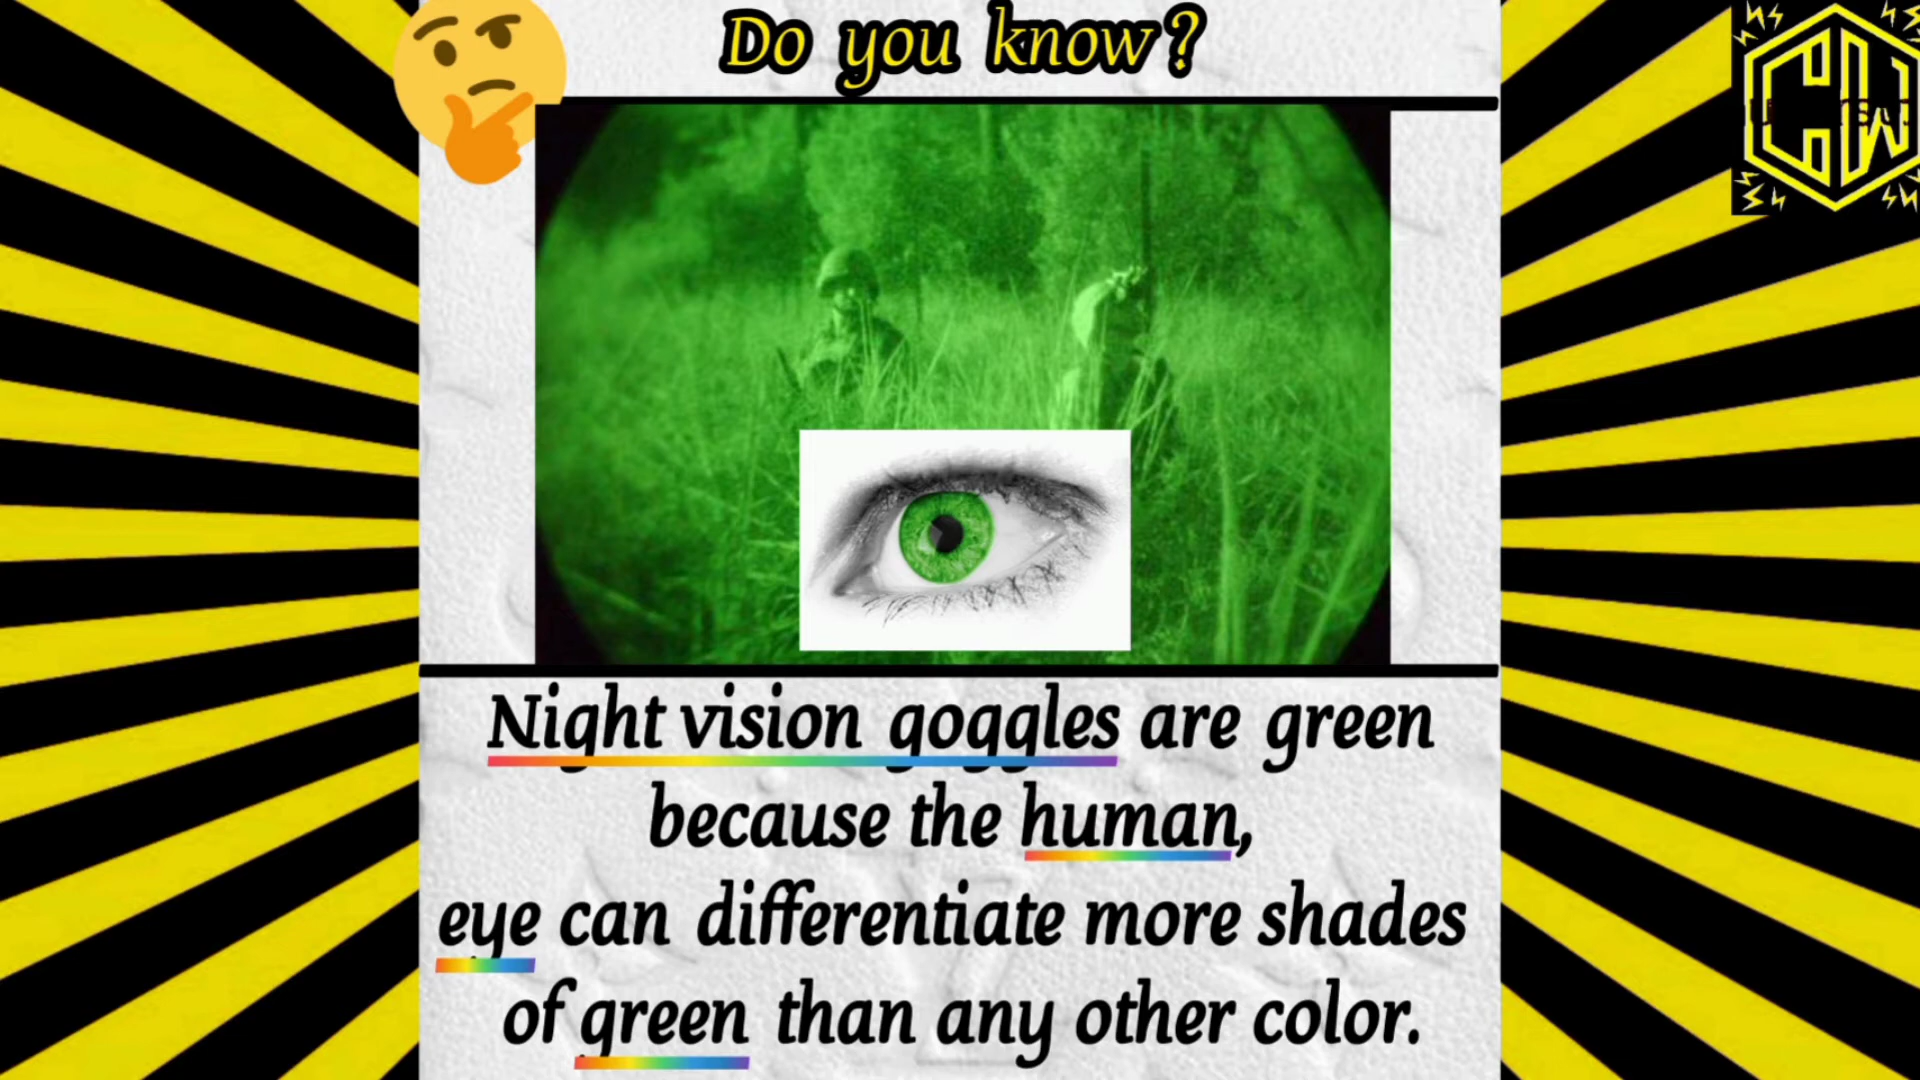 Do you know?
CW
Night vision goggles are green
because the human,
eye can differentiate more shades
of green than any other color.